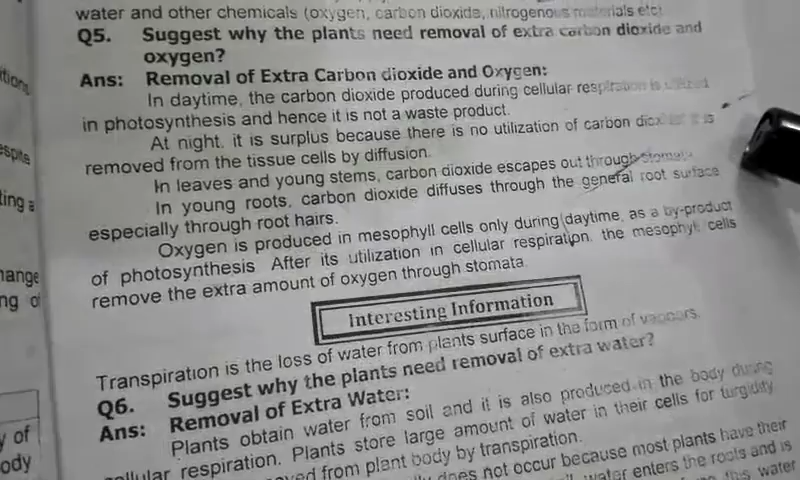 water and other chemicals (oxygen, carbon dioxide, nitrogenous materials etc)
Q5. Suggest why the plants need removal of extra carbon dioxide and
oxygen?
Ans: Removal of Extra Carbon dioxide and Oxygen:
In daytime, the carbon dioxide produced during cellular respiration is utilized
in photosynthesis and hence it is not a waste product.
At night, it is surplus because there is no utilization of carbon dioxide. It is
removed from the tissue cells by diffusion.
In leaves and young stems, carbon dioxide escapes out through stomata
In young roots, carbon dioxide diffuses through the general root surface
especially through root hairs.
Oxygen is produced in mesophyll cells only during daytime, as a by-product
of photosynthesis After its utilization in cellular respiration, the mesophyll cells
remove the extra amount of oxygen through stomata
Interesting Information
Transpiration is the loss of water from plants surface in the form of vapours.
Q6. Suggest why the plants need removal of extra water?
Ans: Removal of Extra Water:
Plants obtain water from soil and it is also produced in the body during
cellular respiration. Plants store large amount of water in their cells for turgidity
from plant body by transpiration.
does not occur because most plants have their
water enters the roots and is
this water
ting a
hange
ng of
y of
ody